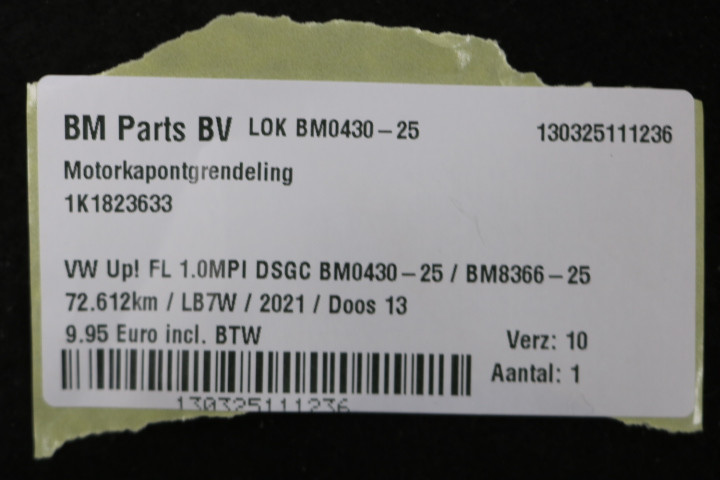 BM Parts BV LOK BM0430-25 130325111236
Motorkapontgrendeling
1K1823633
VW Up! FL 1.0MPI DSGC BM0430-25 / BM8366-25
72.612km / LB7W / 2021 / Doos 13
9.95 Euro incl. BTW Verz: 10
Aantal: 1
130325111236